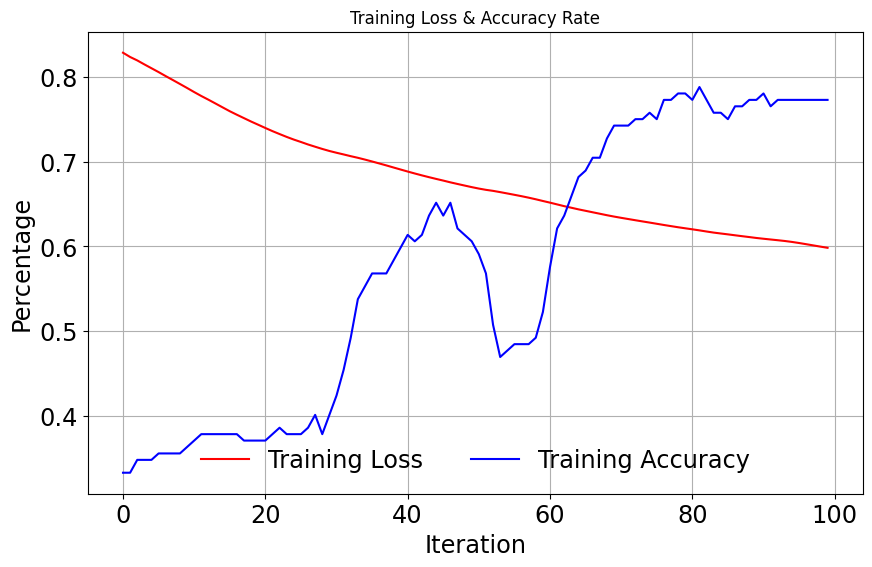 Training Loss & Accuracy Rate
Percentage
0.8
0.7
0.6
0.5
0.4
Training Loss
Training Accuracy
0 20 40 60 80 100
Iteration